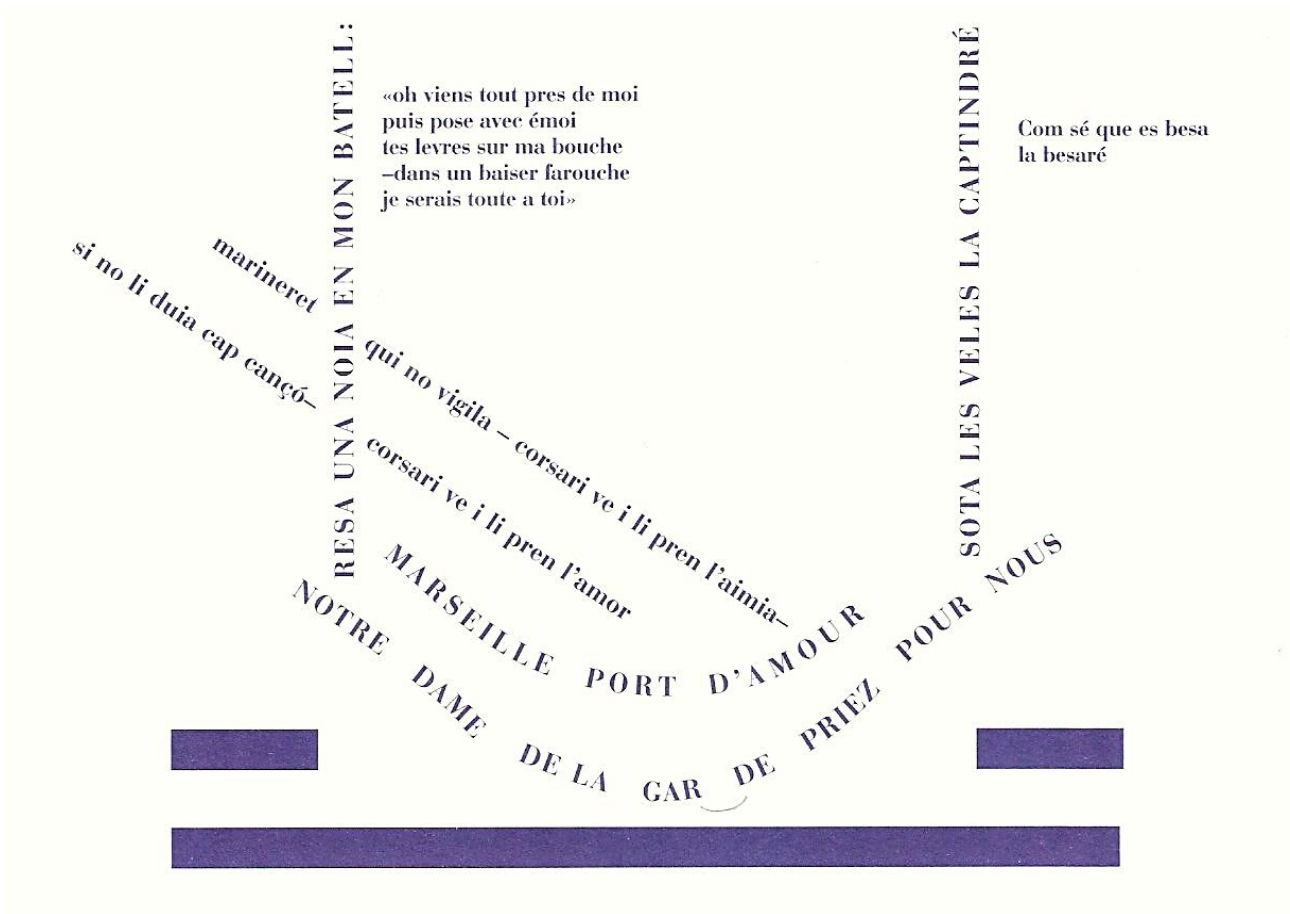 RESA UNA NOIA EN MON BATELL:
«oh viens tout pres de moi
puis pose avec émoi
tes levres sur ma bouche
–dans un baiser farouche
je serais toute a toi»
SOTA LES VELES LA CAPTINDRÉ
Com sé que es besa
la besaré
marineret qui no vigila – corsari ve i li pren l'aimia–
si no li duia cap cançó– corsari ve i li pren l'amor
MARSEILLE PORT D'AMOUR
NOTRE DAME DE LA GAR DE PRIEZ POUR NOUS